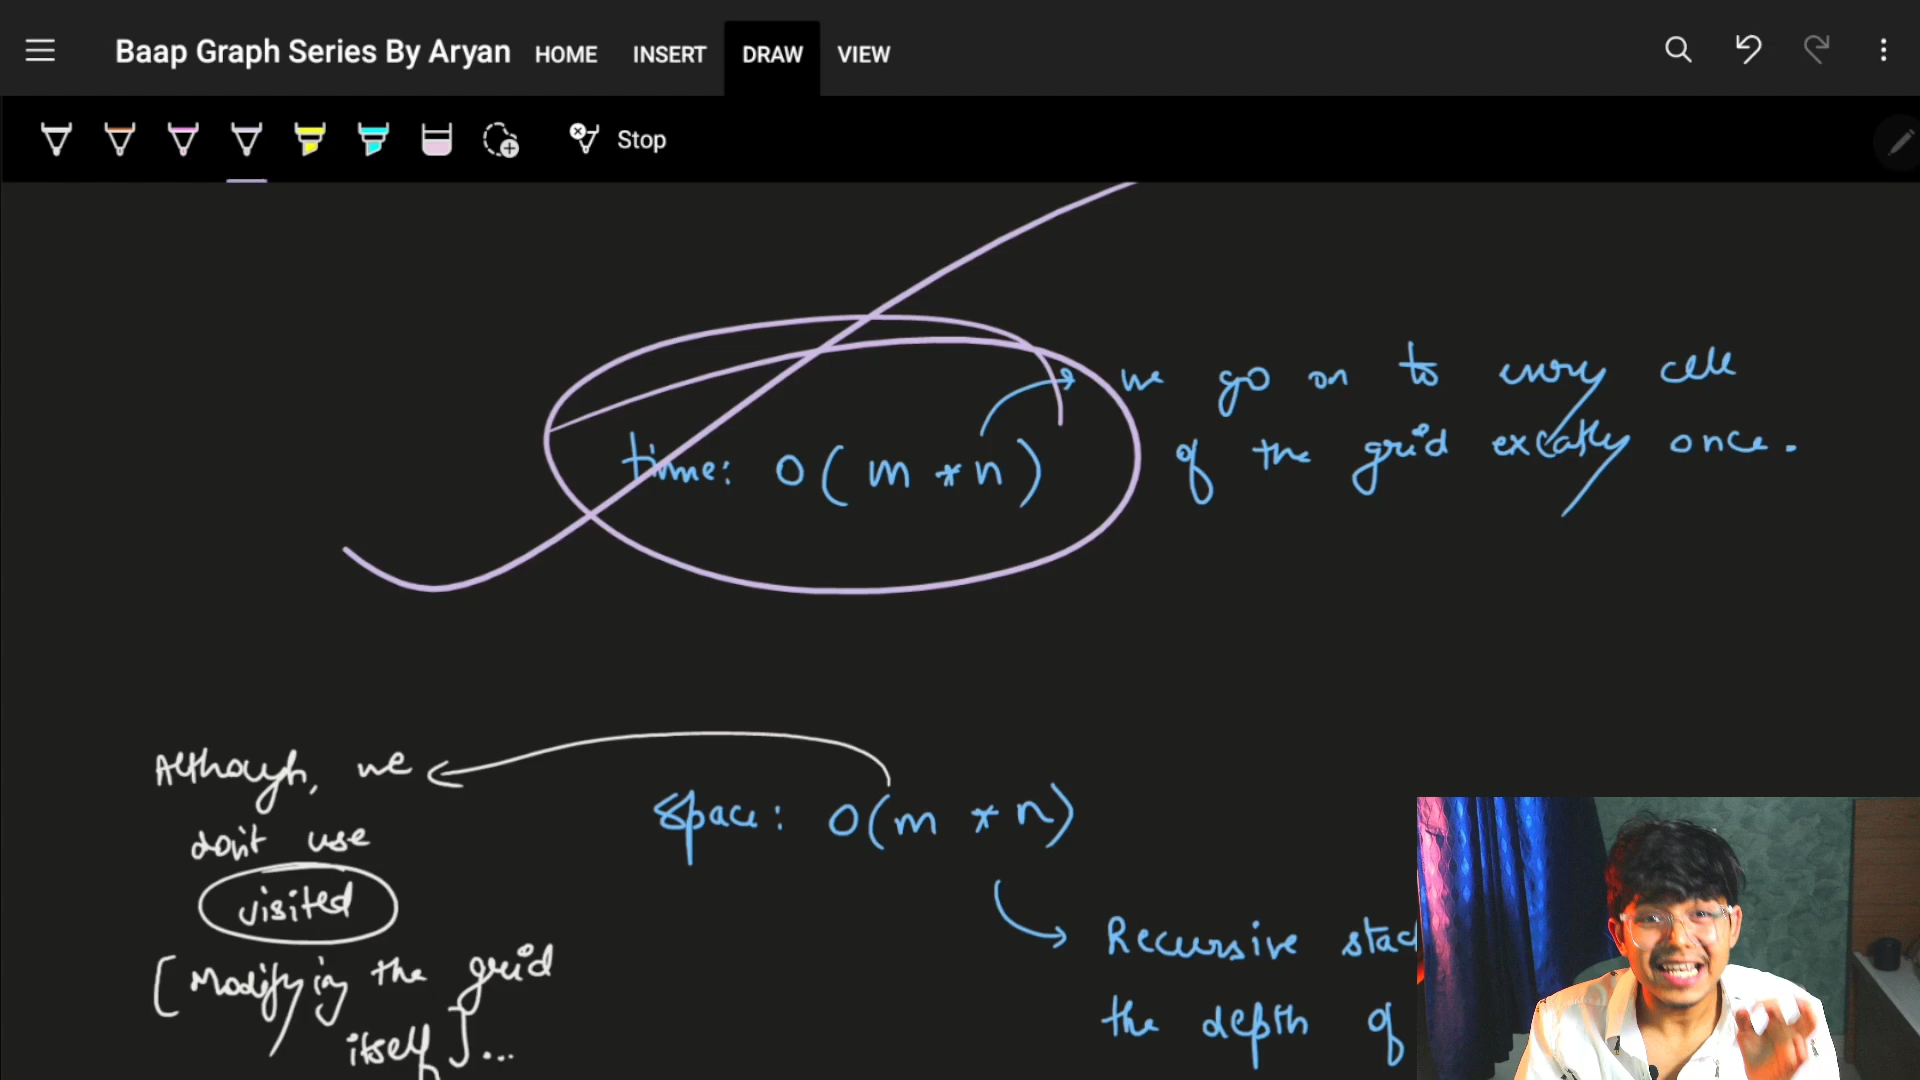 Baap Graph Series By Aryan HOME INSERT DRAW VIEW
Stop
we go on to every cell
time: O(m * n) of the grid excatly once.
Although, we
don't use
visited
[Modifying the grid
itself]...
space: O(m * n)
Recursive stac
the depth of